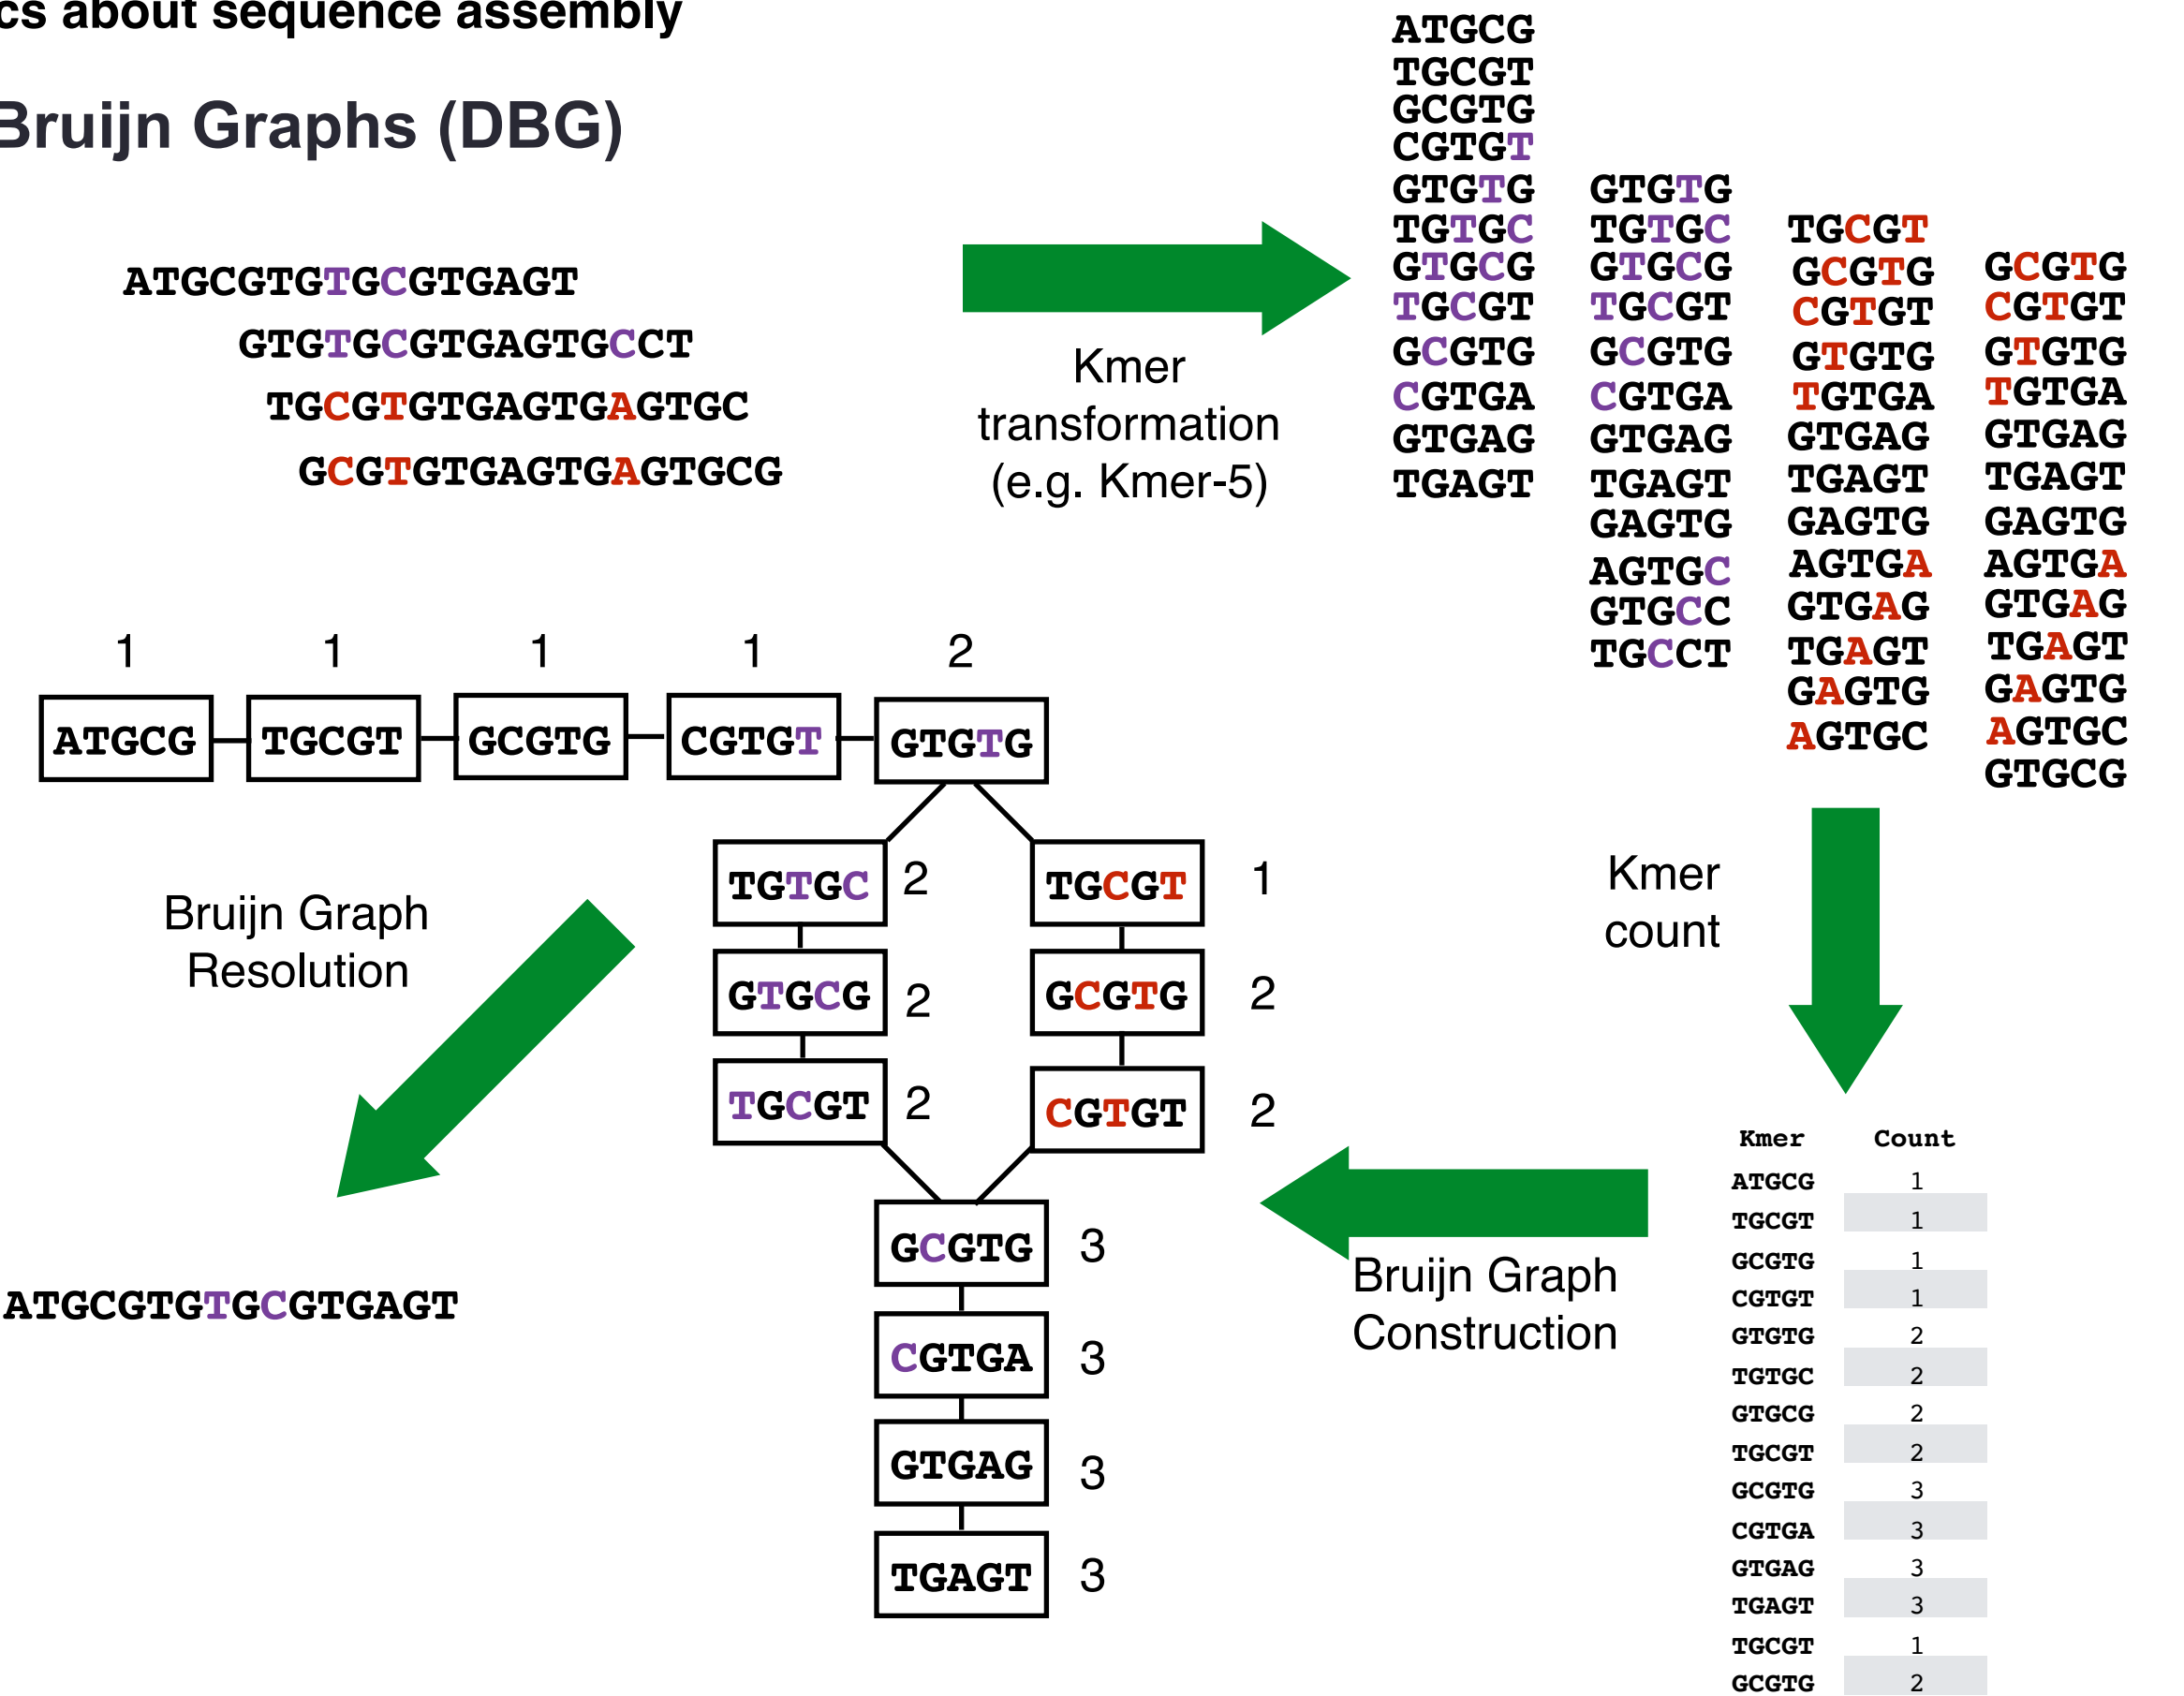 cs about sequence assembly
Bruijn Graphs (DBG)
ATGCGTGTGCGTGAGT
GTGTGCGTGAGTGCCT
TGCGTGTGAGTGAGTGC
GCGTGTGAGTGAGTGCG
Kmer
transformation
(e.g. Kmer-5)
ATGCG
TGCGT
GCGTG
CGTGT
GTGTG
TGTGC
GTGCG
TGCGT
GCGTG
CGTGA
GTGAG
TGAGT
GTGTG
TGTGC
GTGCG
TGCGT
GCGTG
CGTGA
GTGAG
TGAGT
GAGTG
AGTGC
GTGCC
TGCCT
TGCGT
GCGTG
CGTGT
GTGTG
TGTGA
GTGAG
TGAGT
GAGTG
AGTGA
GTGAG
TGAGT
GAGTG
AGTGC
GCGTG
CGTGT
GTGTG
TGTGA
GTGAG
TGAGT
GAGTG
AGTGA
GTGAG
TGAGT
GAGTG
AGTGC
GTGCG
Kmer
count
Kmer Count
ATGCG 1
TGCGT 1
GCGTG 1
CGTGT 1
GTGTG 2
TGTGC 2
GTGCG 2
TGCGT 2
GCGTG 3
CGTGA 3
GTGAG 3
TGAGT 3
TGCGT 1
GCGTG 2
Bruijn Graph
Construction
1 1 1 1 2
ATGCG TGCGT GCGTG CGTGT GTGTG
TGTGC 2 TGCGT 1
GTGCG 2 GCGTG 2
TGCGT 2 CGTGT 2
GCGTG 3
CGTGA 3
GTGAG 3
TGAGT 3
Bruijn Graph
Resolution
ATGCGTGTGCGTGAGT